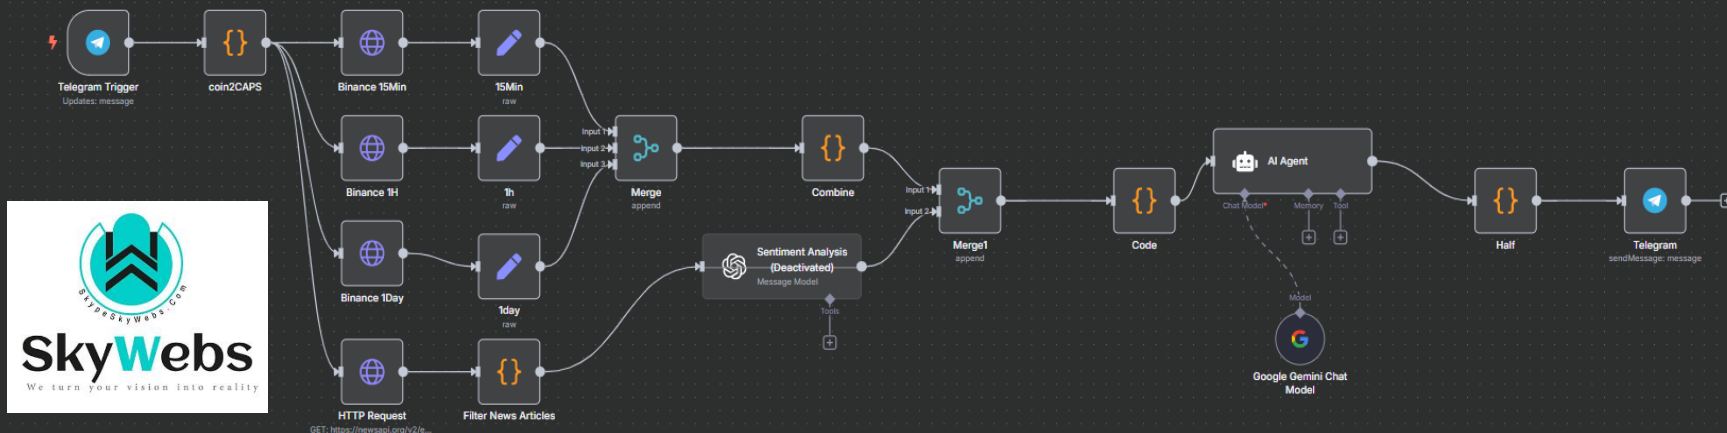 Telegram Trigger
Updates: message
coin2CAPS
Binance 15Min
15Min
raw
Binance 1H
1h
raw
Input 1
Input 2
Input 3
Merge
append
Combine
Binance 1Day
1day
raw
Sentiment Analysis
(Deactivated)
Message Model
Tools
HTTP Request
GET: https://newsapi.org/v2/e...
Filter News Articles
Input 1
Input 2
Merge1
append
Code
AI Agent
Chat Model*
Memory
Tool
Model
Google Gemini Chat
Model
Half
Telegram
sendMessage: message
SkypeSkyWebs.Com
SkyWebs
We turn your vision into reality